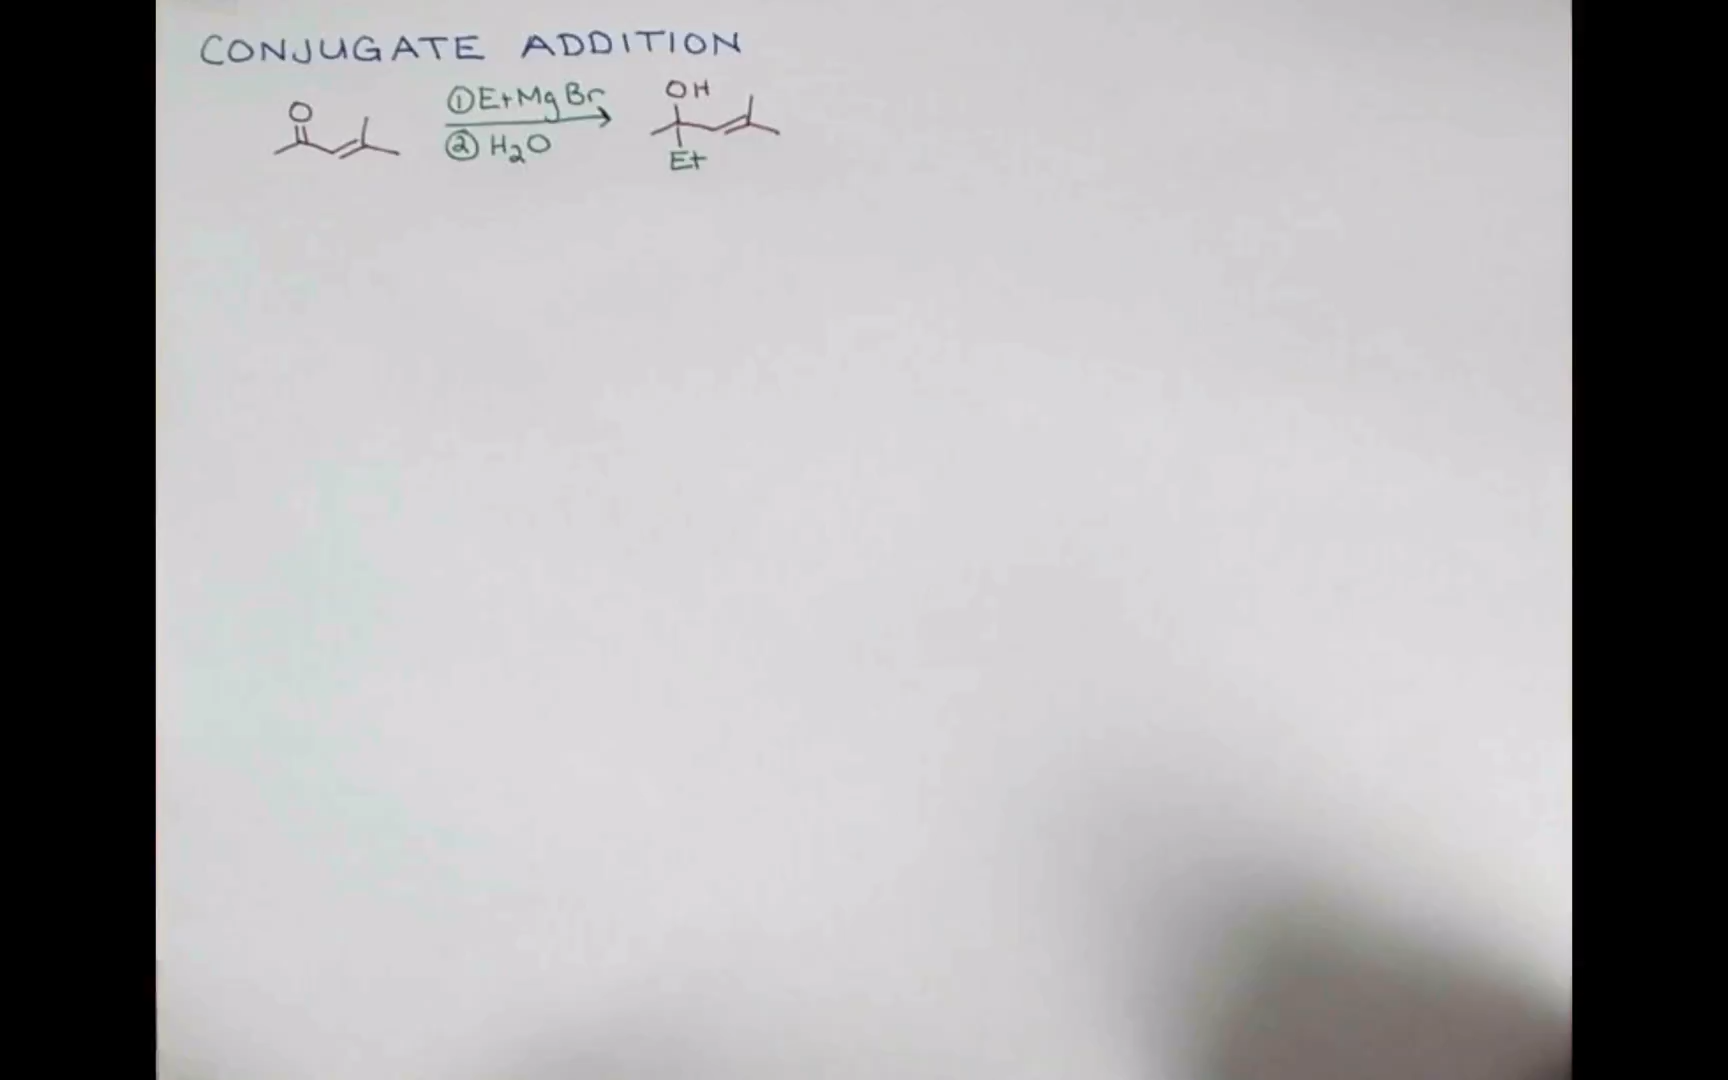 CONJUGATE ADDITION
O
① EtMgBr
② H₂O
OH
Et